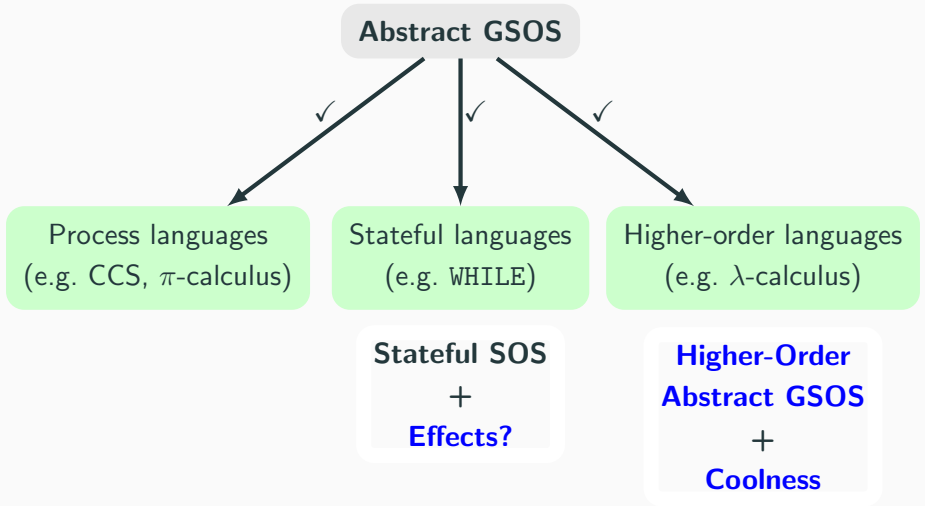 Abstract GSOS
✓ ✓ ✓
Process languages
(e.g. CCS, π-calculus)
Stateful languages
(e.g. WHILE)
Higher-order languages
(e.g. λ-calculus)
Stateful SOS
+
Effects?
Higher-Order
Abstract GSOS
+
Coolness